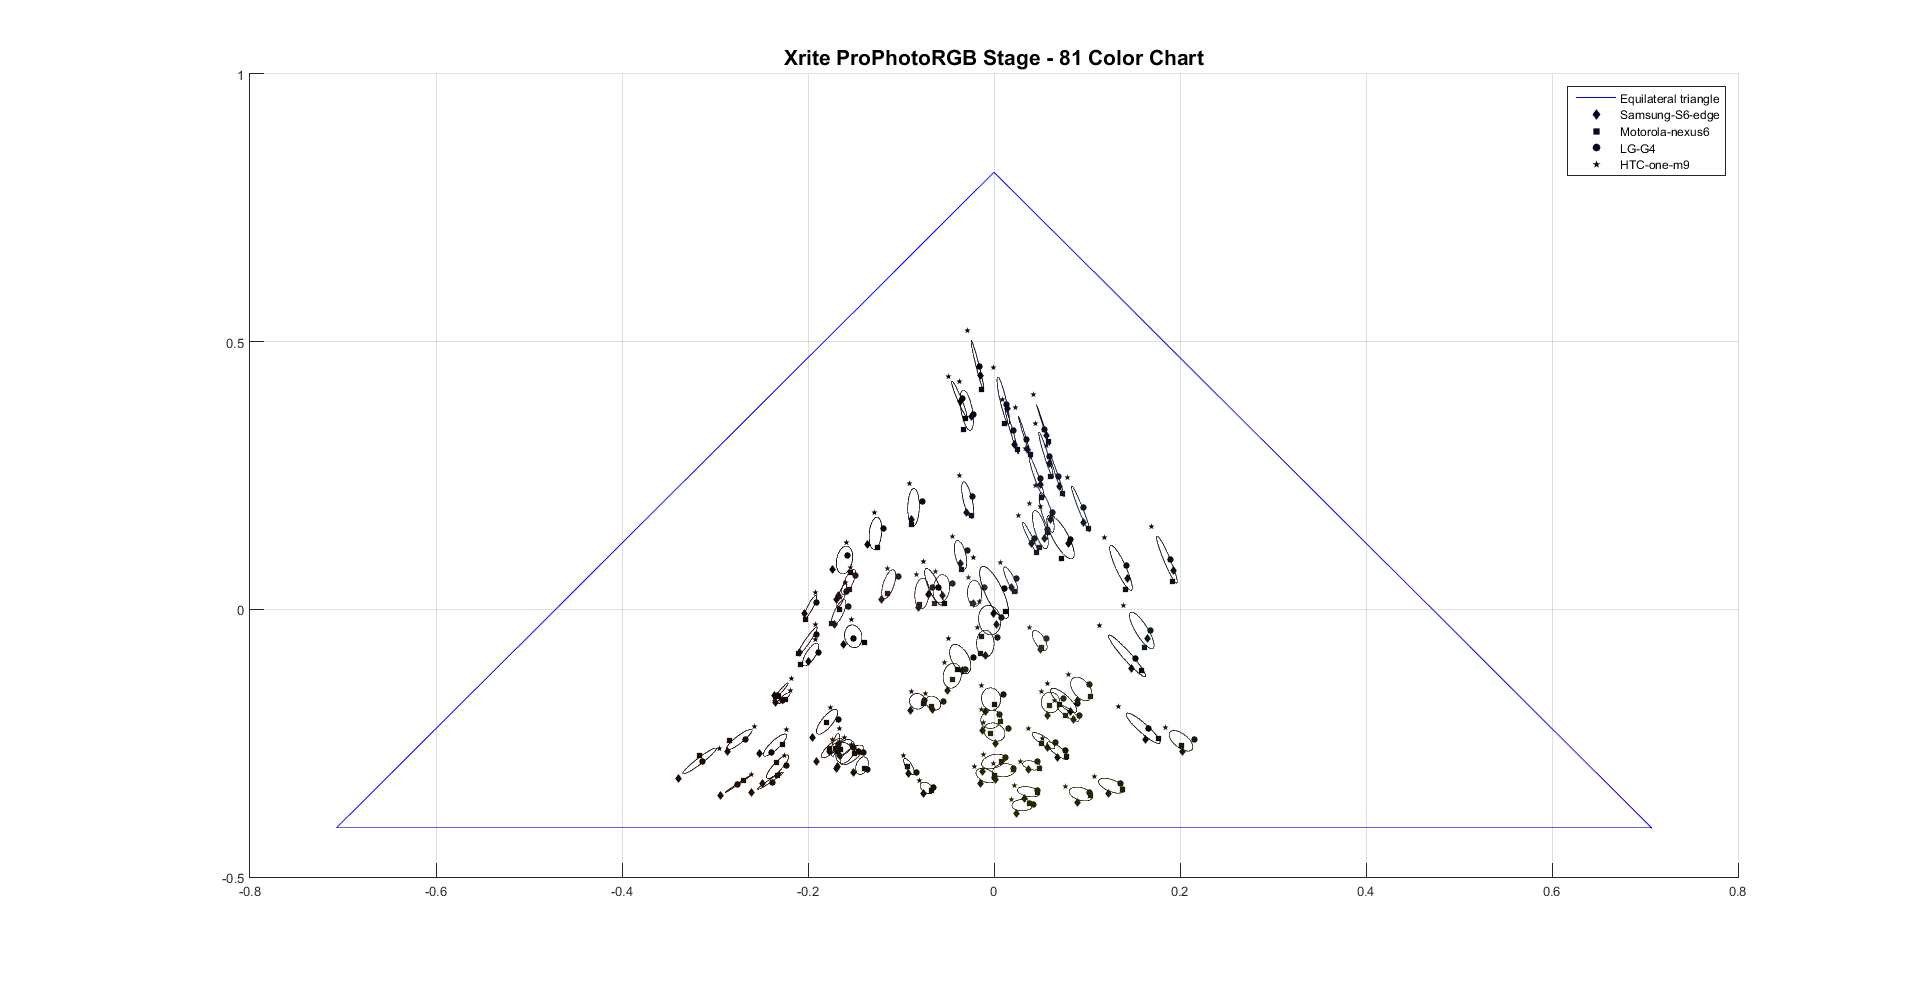 Xrite ProPhotoRGB Stage - 81 Color Chart
1
Equilateral triangle
Samsung-S6-edge
Motorola-nexus6
LG-G4
HTC-one-m9
0.5
0
-0.5
-0.8 -0.6 -0.4 -0.2 0 0.2 0.4 0.6 0.8